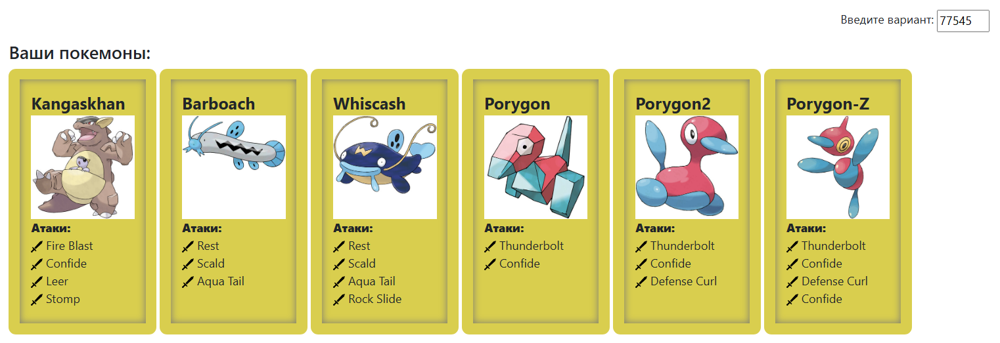 Введите вариант: 77545
Ваши покемоны:
Kangaskhan
Атаки:
Fire Blast
Confide
Leer
Stomp
Barboach
Атаки:
Rest
Scald
Aqua Tail
Whiscash
Атаки:
Rest
Scald
Aqua Tail
Rock Slide
Porygon
Атаки:
Thunderbolt
Confide
Porygon2
Атаки:
Thunderbolt
Confide
Defense Curl
Porygon-Z
Атаки:
Thunderbolt
Confide
Defense Curl
Confide